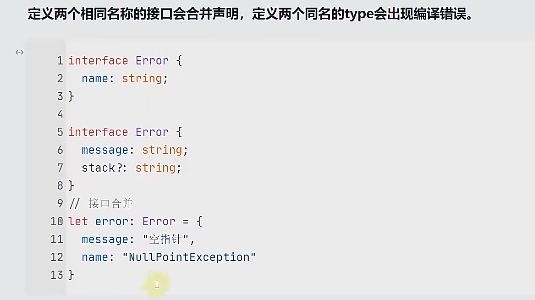 定义两个相同名称的接口会合并声明，定义两个同名的type会出现编译错误。
1 interface Error {
2   name: string;
3 }
4
5 interface Error {
6   message: string;
7   stack?: string;
8 }
9 // 接口合并
10 let error: Error = {
11   message: "空指针",
12   name: "NullPointException"
13 }